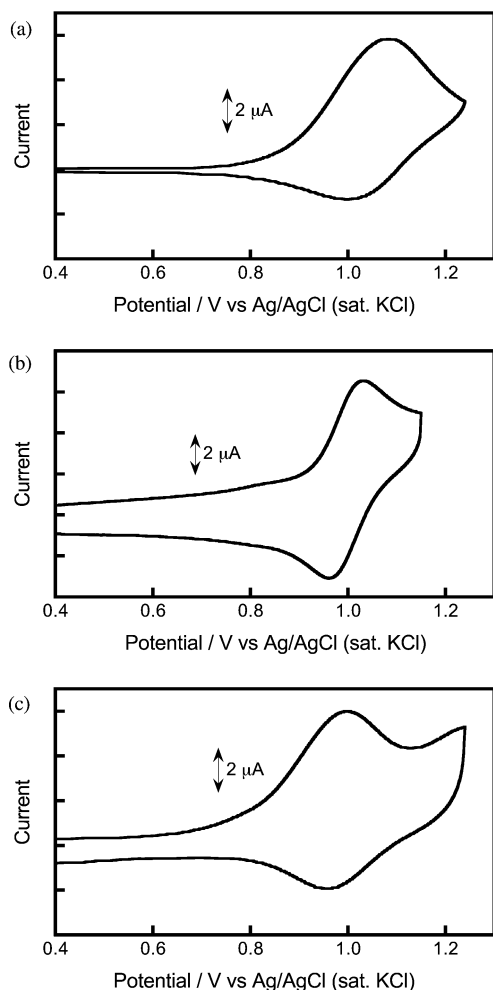 (a)
2 μA
Current
0.4 0.6 0.8 1.0 1.2
Potential / V vs Ag/AgCl (sat. KCl)
(b)
2 μA
Current
0.4 0.6 0.8 1.0 1.2
Potential / V vs Ag/AgCl (sat. KCl)
(c)
2 μA
Current
0.4 0.6 0.8 1.0 1.2
Potential / V vs Ag/AgCl (sat. KCl)